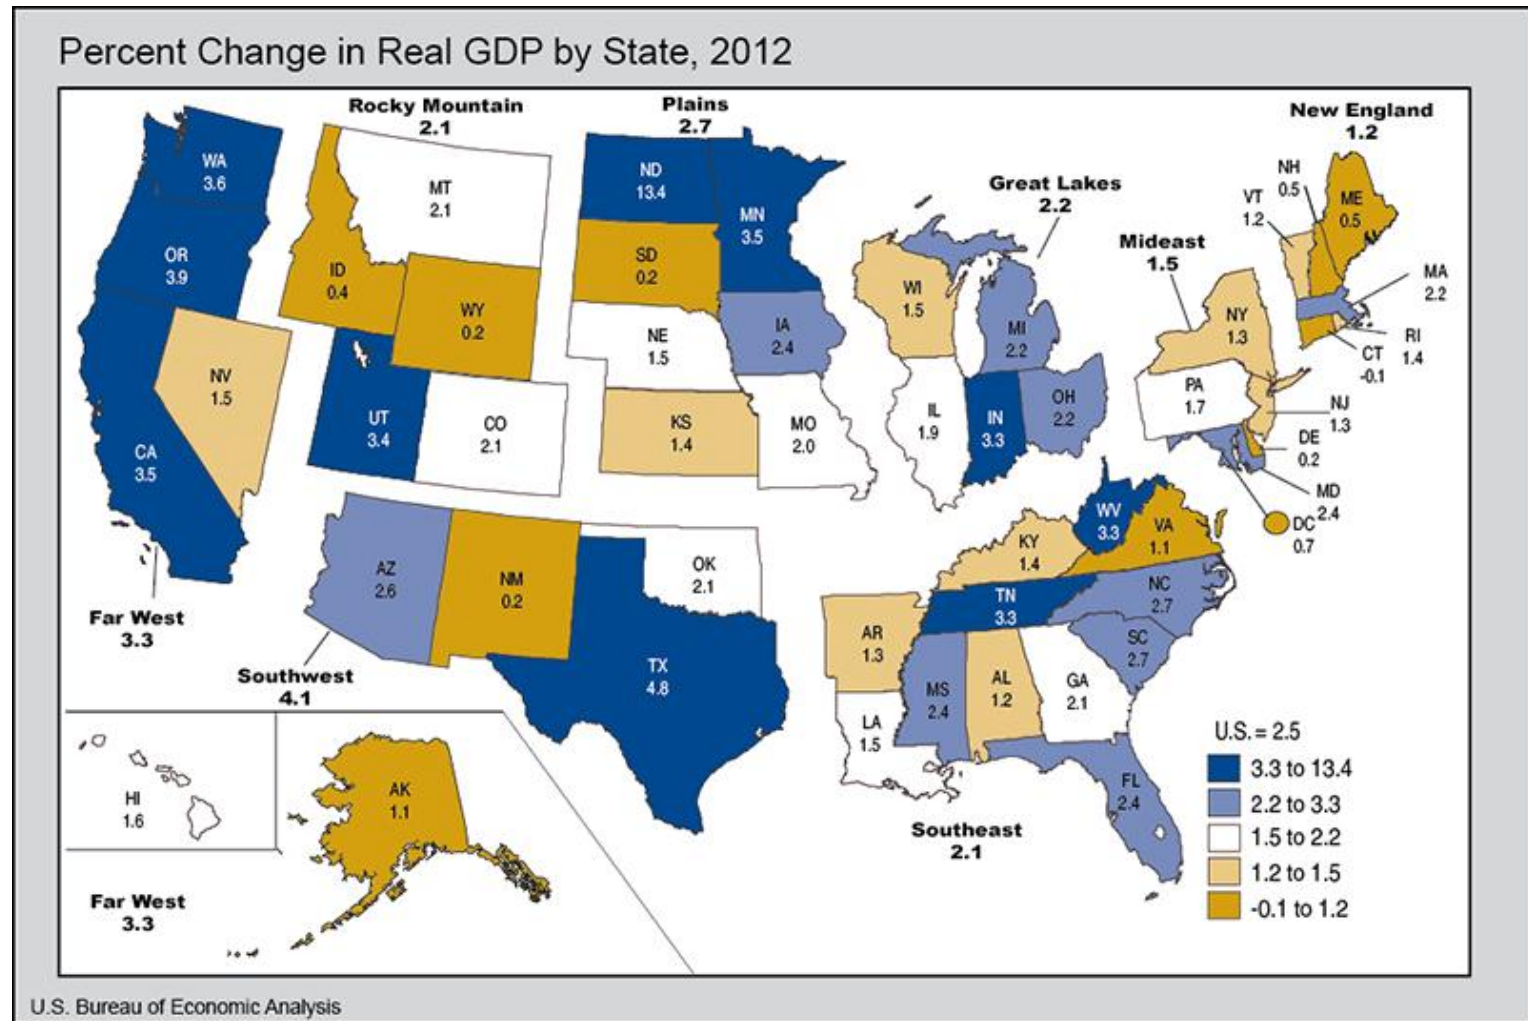 Percent Change in Real GDP by State, 2012
Rocky Mountain
2.1
Plains
2.7
New England
1.2
Great Lakes
2.2
Mideast
1.5
WA
3.6
OR
3.9
CA
3.5
NV
1.5
ID
0.4
MT
2.1
WY
0.2
UT
3.4
CO
2.1
ND
13.4
MN
3.5
SD
0.2
NE
1.5
IA
2.4
KS
1.4
MO
2.0
WI
1.5
MI
2.2
IL
1.9
IN
3.3
OH
2.2
NH
0.5
VT
1.2
ME
0.5
MA
2.2
RI
1.4
CT
-0.1
NY
1.3
PA
1.7
NJ
1.3
DE
0.2
MD
2.4
DC
0.7
AZ
2.6
NM
0.2
OK
2.1
TX
4.8
WV
3.3
VA
1.1
KY
1.4
TN
3.3
NC
2.7
SC
2.7
AR
1.3
MS
2.4
AL
1.2
GA
2.1
LA
1.5
FL
2.4
Far West
3.3
Southwest
4.1
Southeast
2.1
HI
1.6
AK
1.1
Far West
3.3
U.S. = 2.5
3.3 to 13.4
2.2 to 3.3
1.5 to 2.2
1.2 to 1.5
-0.1 to 1.2
U.S. Bureau of Economic Analysis